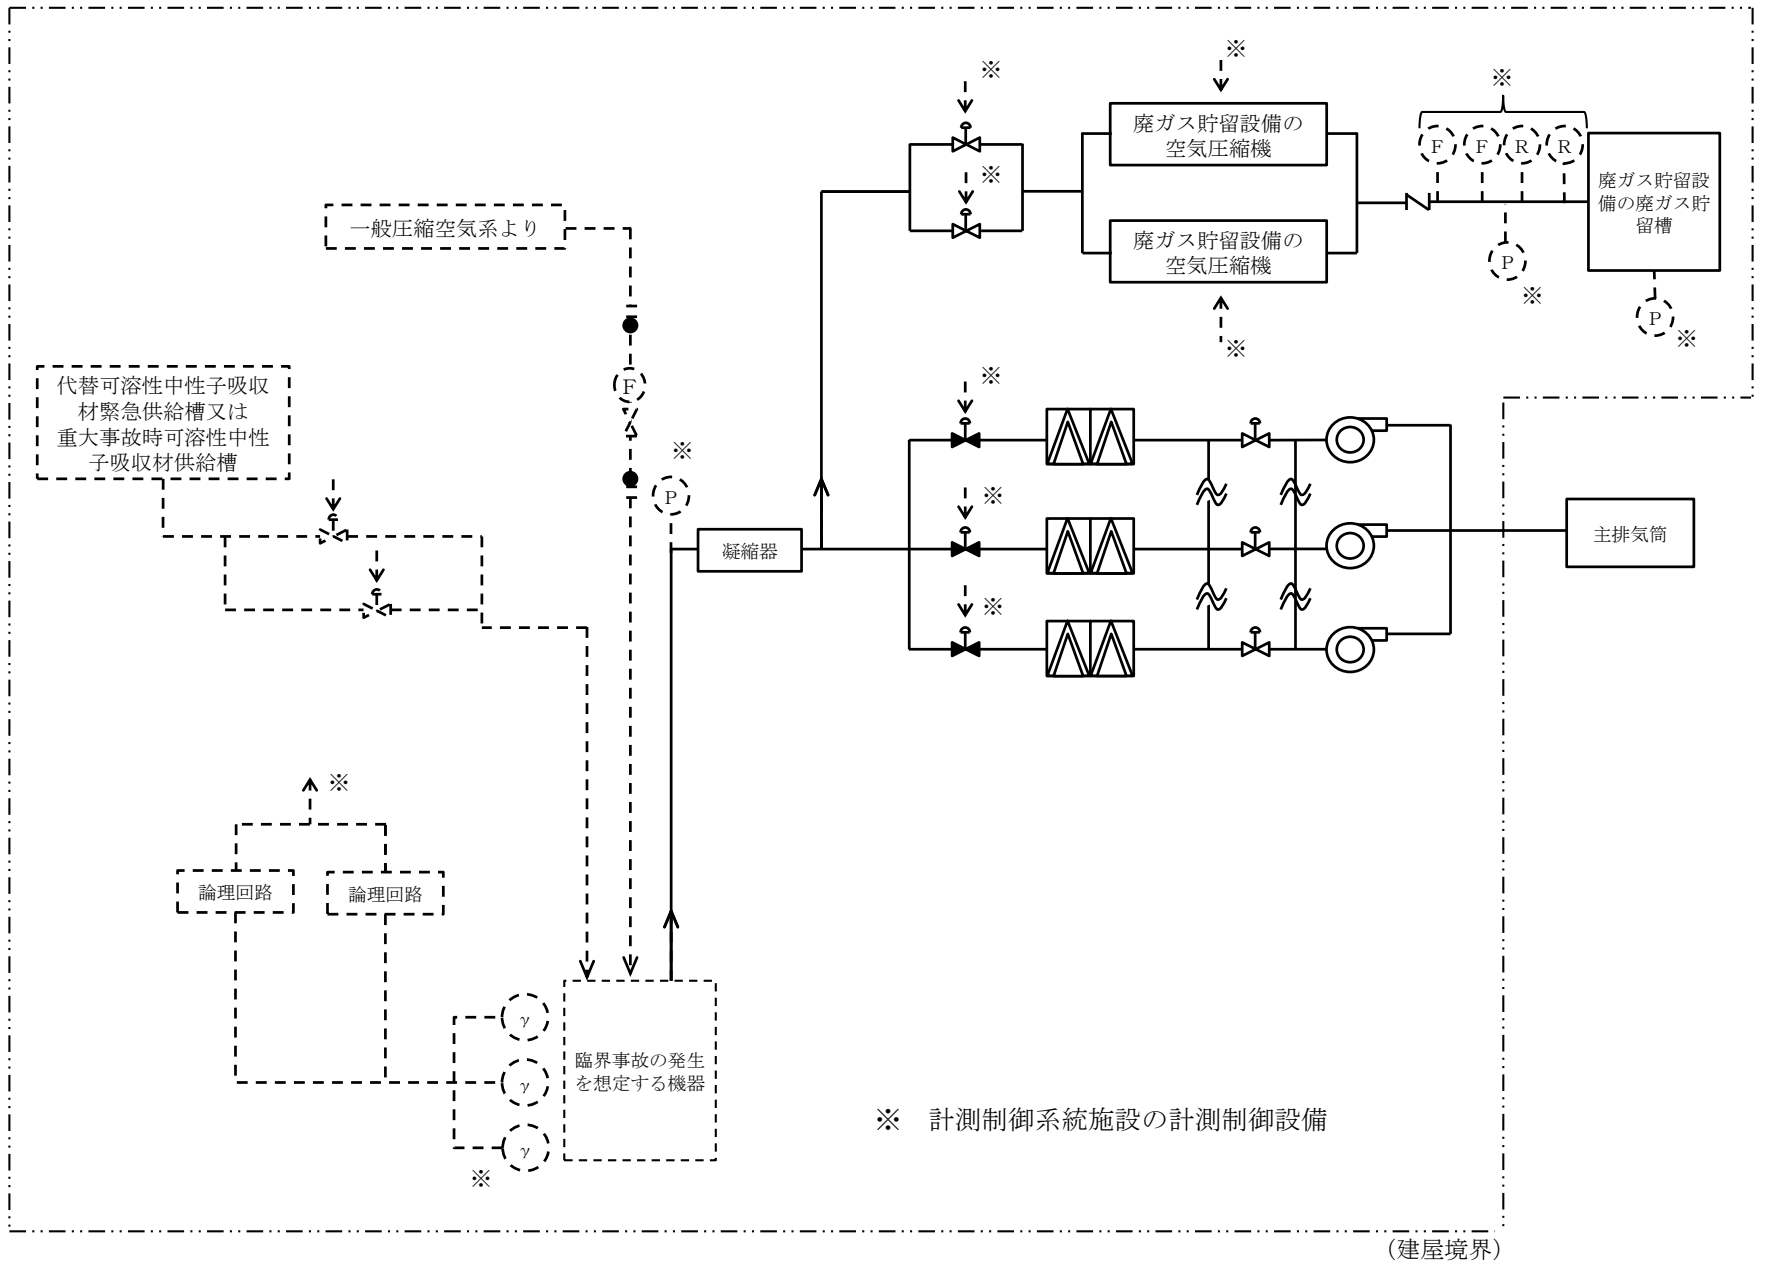 ※
※
※
廃ガス貯留設備の
空気圧縮機
F
F
R
R
※
廃ガス貯留設
備の廃ガス貯
留槽
一般圧縮空気系より
廃ガス貯留設備の
空気圧縮機
P
※
P
※
※
代替可溶性中性子吸収
材緊急供給槽又は
重大事故時可溶性中性
子吸収材供給槽
F
※
※
P
※
凝縮器
主排気筒
※
※
論理回路
論理回路
γ
γ
γ
※
臨界事故の発生
を想定する機器
※ 計測制御系統施設の計測制御設備
（建屋境界）